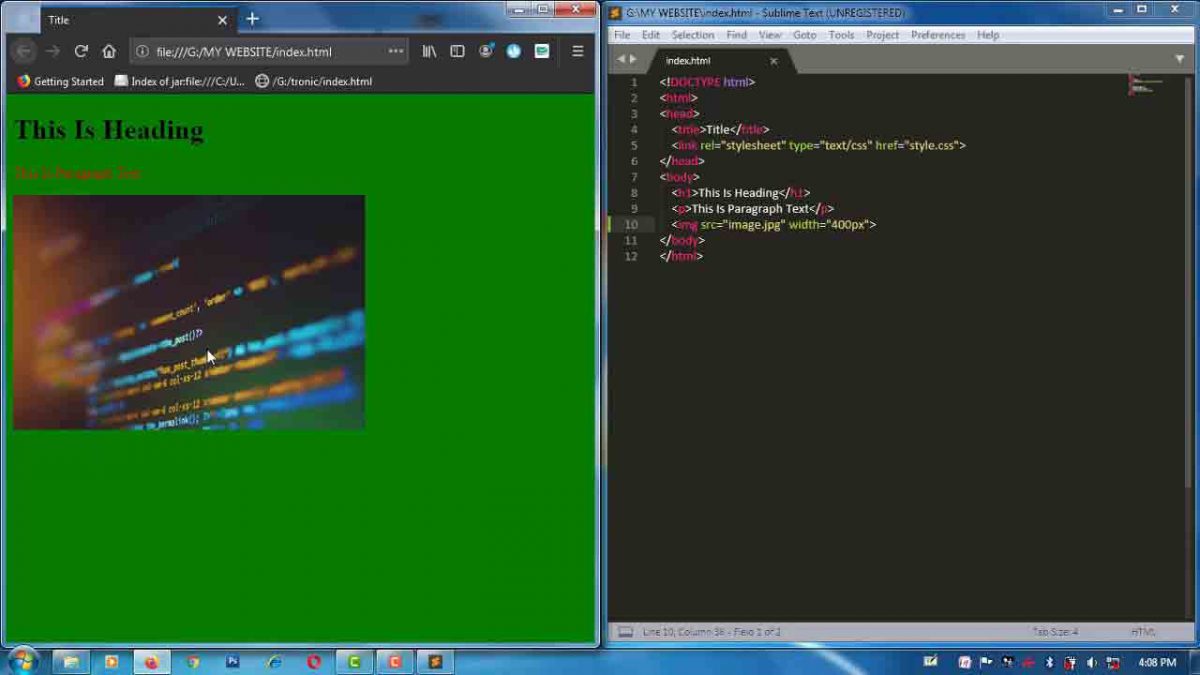 Title
file:///G:/MY WEBSITE/index.html
Getting Started
Index of jar:file:///C:/U...
/G:/tronic/index.html
This Is Heading
This Is Paragraph Text
G:\MY WEBSITE\index.html - Sublime Text (UNREGISTERED)
File Edit Selection Find View Goto Tools Project Preferences Help
index.html
1 <!DOCTYPE html>
2 <html>
3 <head>
4 <title>Title</title>
5 <link rel="stylesheet" type="text/css" href="style.css">
6 </head>
7 <body>
8 <h1>This Is Heading</h1>
9 <p>This Is Paragraph Text</p>
10 <img src="image.jpg" width="400px">
11 </body>
12 </html>
Line 10, Column 36 - Field 1 of 2
Tab Size: 4
HTML
4:08 PM